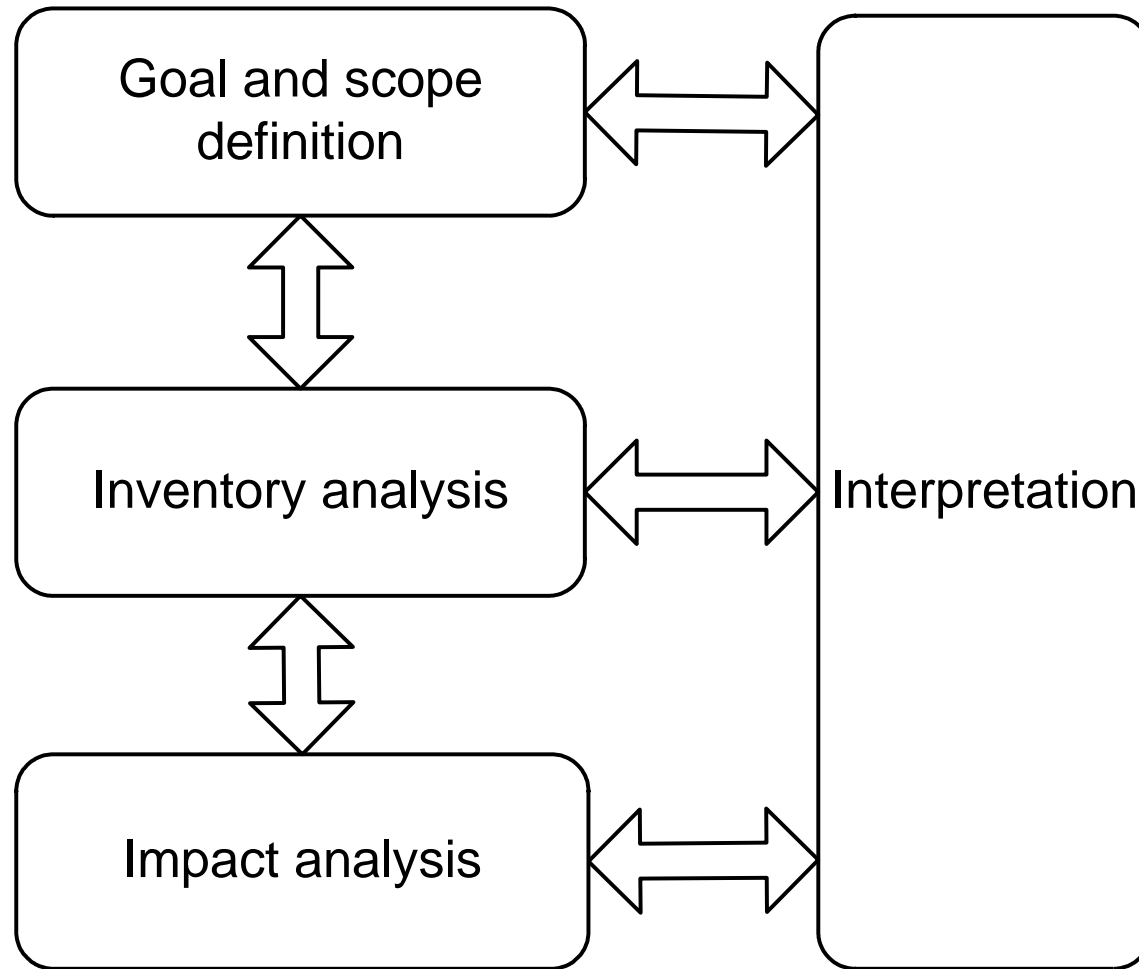 Goal and scope
definition
Inventory analysis
Interpretation
Impact analysis